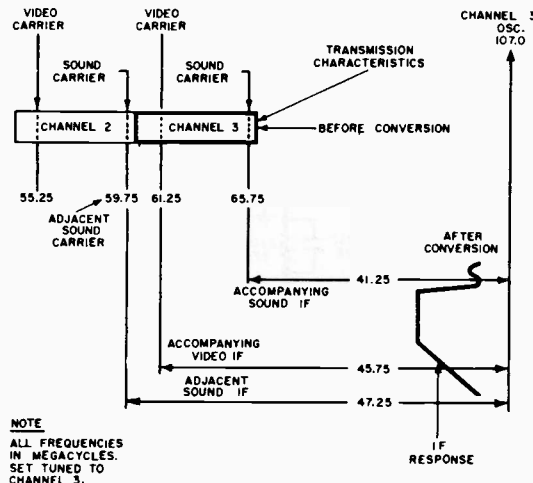 VIDEO
CARRIER
VIDEO
CARRIER
CHANNEL 3
OSC.
107.0
SOUND
CARRIER
SOUND
CARRIER
TRANSMISSION
CHARACTERISTICS
CHANNEL 2
CHANNEL 3
BEFORE CONVERSION
55.25
59.75
61.25
65.75
ADJACENT
SOUND
CARRIER
AFTER
CONVERSION
41.25
ACCOMPANYING
SOUND IF
ACCOMPANYING
VIDEO IF
45.75
ADJACENT
SOUND IF
47.25
NOTE
ALL FREQUENCIES
IN MEGACYCLES.
SET TUNED TO
CHANNEL 3.
IF
RESPONSE